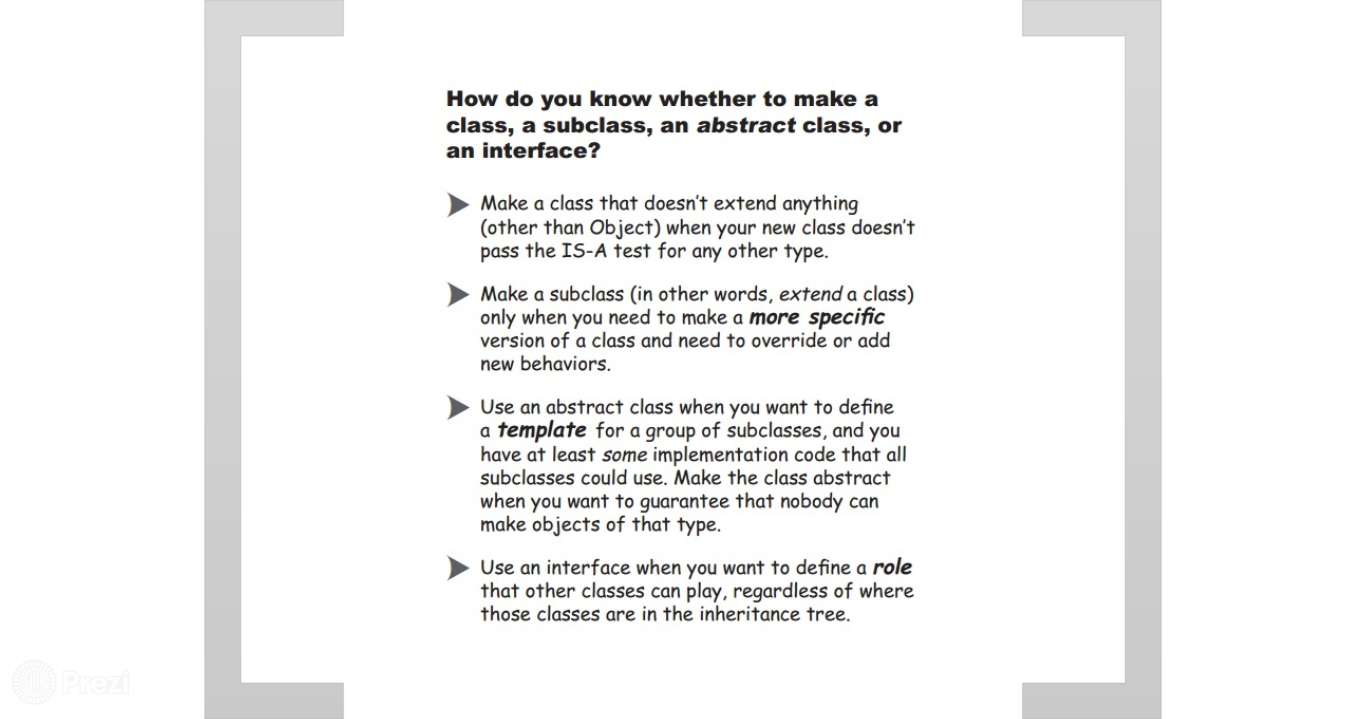 How do you know whether to make a
class, a subclass, an abstract class, or
an interface?
Make a class that doesn't extend anything
(other than Object) when your new class doesn't
pass the IS-A test for any other type.
Make a subclass (in other words, extend a class)
only when you need to make a more specific
version of a class and need to override or add
new behaviors.
Use an abstract class when you want to define
a template for a group of subclasses, and you
have at least some implementation code that all
subclasses could use. Make the class abstract
when you want to guarantee that nobody can
make objects of that type.
Use an interface when you want to define a role
that other classes can play, regardless of where
those classes are in the inheritance tree.
Prezi